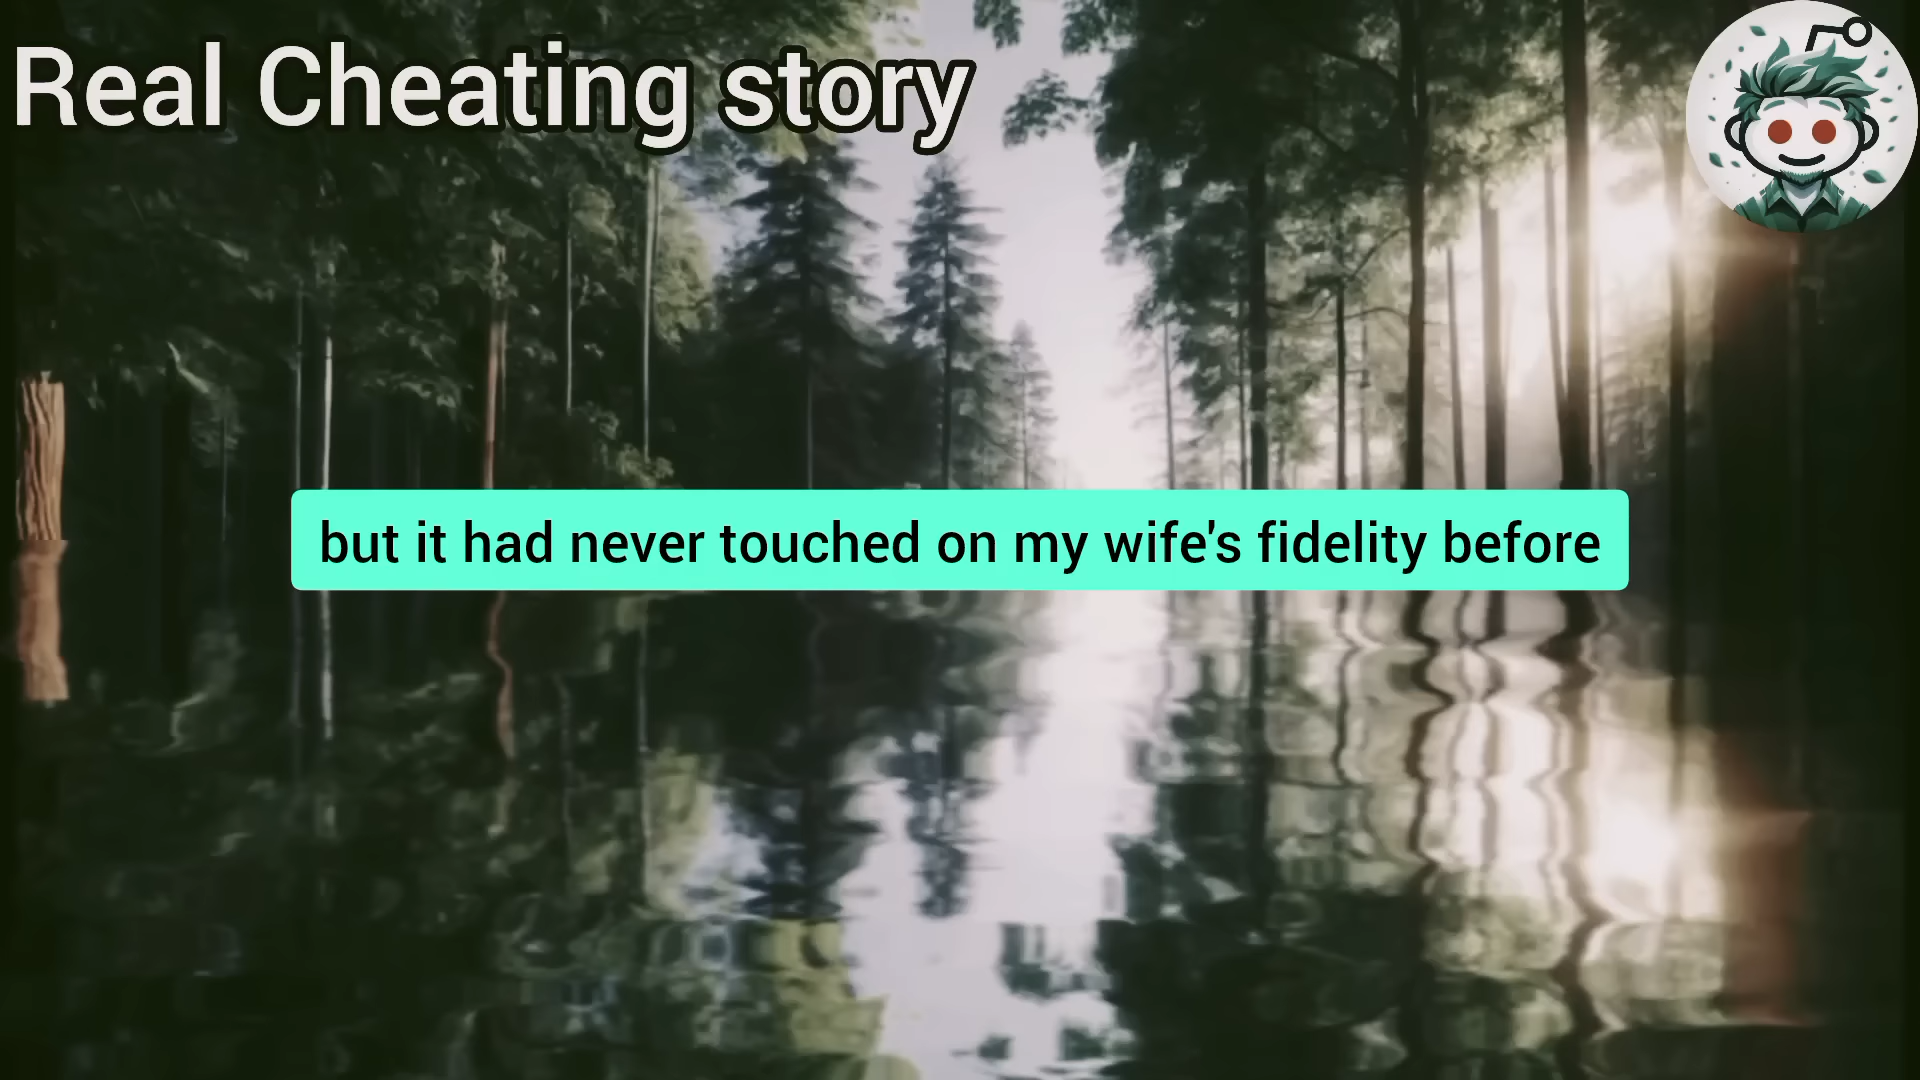 Real Cheating story
but it had never touched on my wife's fidelity before